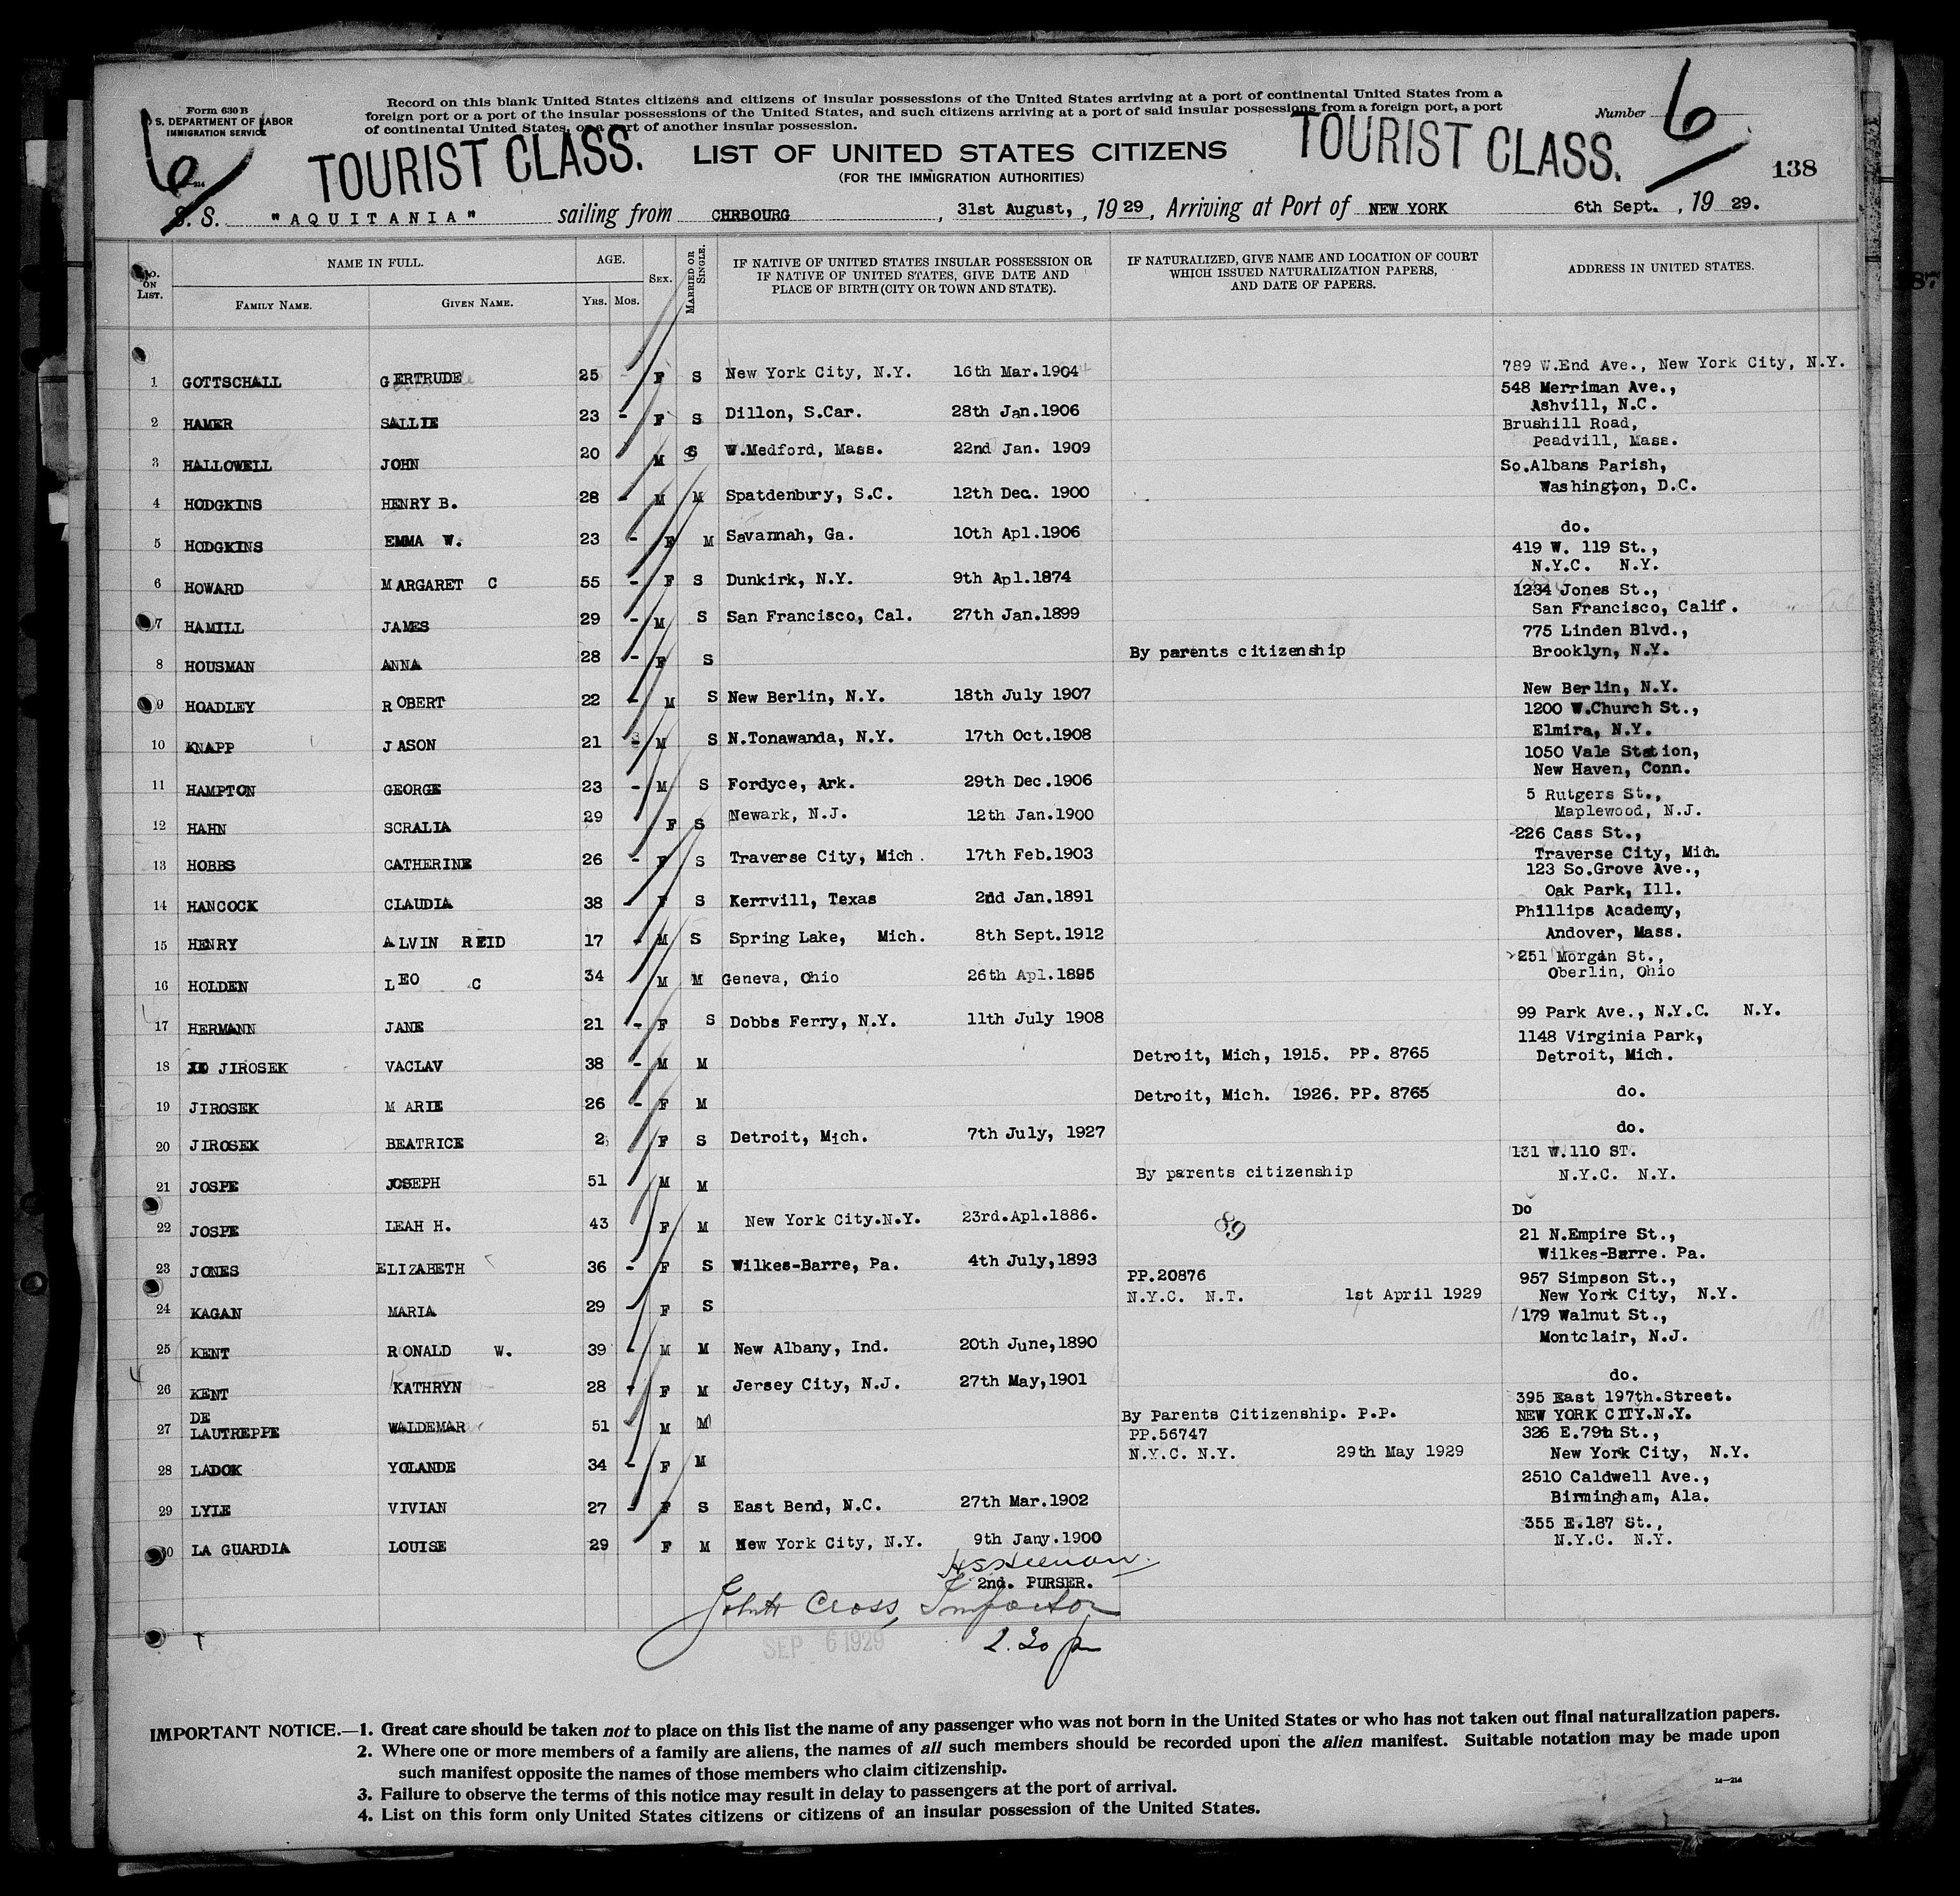 Form 630 B
U. S. DEPARTMENT OF LABOR
IMMIGRATION SERVICE
Record on this blank United States citizens and citizens of insular possessions of the United States arriving at a port of continental United States from a
foreign port or a port of the insular possessions of the United States, and such citizens arriving at a port of said insular possessions from a foreign port, a port
of continental United States, or a port of another insular possession.
Number 6
6
TOURIST CLASS. LIST OF UNITED STATES CITIZENS TOURIST CLASS.
(FOR THE IMMIGRATION AUTHORITIES)
138
S. S. "AQUITANIA" sailing from CHRBOURG, 31st August, , 19 29, Arriving at Port of NEW YORK 6th Sept. , 19 29.
No. ON LIST. NAME IN FULL. FAMILY NAME. GIVEN NAME. AGE. YRS. MOS. SEX. MARRIED OR SINGLE. IF NATIVE OF UNITED STATES INSULAR POSSESSION OR IF NATIVE OF UNITED STATES, GIVE DATE AND PLACE OF BIRTH (CITY OR TOWN AND STATE). IF NATURALIZED, GIVE NAME AND LOCATION OF COURT WHICH ISSUED NATURALIZATION PAPERS, AND DATE OF PAPERS. ADDRESS IN UNITED STATES.
1 GOTTSCHALL GERTRUDE 25 F S New York City, N.Y. 16th Mar.1904 789 W.End Ave., New York City, N.Y.
2 HAMER SALLIE 23 - F S Dillon, S.Car. 28th Jan.1906 548 Merriman Ave., Ashvill, N.C.
3 HALLOWELL JOHN 20 M S W.Medford, Mass. 22nd Jan. 1909 Brushill Road, Peadvill, Mass.
4 HODGKINS HENRY B. 28 - M M Spatdenbury, S.C. 12th Dec. 1900 So.Albans Parish, Washington, D.C.
5 HODGKINS EMMA W. 23 - F M Savannah, Ga. 10th Apl.1906 do.
6 HOWARD MARGARET C 55 - F S Dunkirk, N.Y. 9th Apl.1874 419 W. 119 St., N.Y.C. N.Y.
7 HAMILL JAMES 29 - M S San Francisco, Cal. 27th Jan.1899 1234 Jones St., San Francisco, Calif.
8 HOUSMAN ANNA 28 - F S By parents citizenship 775 Linden Blvd., Brooklyn, N.Y.
9 HOADLEY ROBERT 22 - M S New Berlin, N.Y. 18th July 1907 New Berlin, N.Y.
10 KNAPP JASON 21 - M S N.Tonawanda, N.Y. 17th Oct.1908 1200 W.Church St., Elmira, N.Y.
11 HAMPTON GEORGE 23 - M S Fordyce, Ark. 29th Dec.1906 1050 Vale Station, New Haven, Conn.
12 HAHN SCRALIA 29 F S Newark, N.J. 12th Jan.1900 5 Rutgers St., Maplewood, N.J.
13 HOBBS CATHERINE 26 - F S Traverse City, Mich. 17th Feb.1903 226 Cass St., Traverse City, Mich.
14 HANCOCK CLAUDIA 38 - F S Kerrvill, Texas 2nd Jan.1891 123 So.Grove Ave., Oak Park, Ill.
15 HENRY ALVIN REID 17 - M S Spring Lake, Mich. 8th Sept.1912 Phillips Academy, Andover, Mass.
16 HOLDEN LEO C 34 M M Geneva, Ohio 26th Apl.1895 251 Morgan St., Oberlin, Ohio
17 HERMANN JANE 21 - F S Dobbs Ferry, N.Y. 11th July 1908 99 Park Ave., N.Y.C. N.Y.
18 JIROSEK VACLAV 38 - M M Detroit, Mich, 1915. PP. 8765 1148 Virginia Park, Detroit, Mich.
19 JIROSEK MARIE 26 - F M Detroit, Mich. 1926. PP. 8765 do.
20 JIROSEK BEATRICE 2 F S Detroit, Mich. 7th July, 1927 do.
21 JOSPE JOSEPH 51 M M By parents citizenship 131 W.110 ST. N.Y.C. N.Y.
22 JOSPE LEAH H. 43 F M New York City.N.Y. 23rd.Apl.1886. 89 Do
23 JONES ELIZABETH 36 - F S Wilkes-Barre, Pa. 4th July,1893 21 N.Empire St., Wilkes-Barre. Pa.
24 KAGAN MARIA 29 F S PP.20876 N.Y.C. N.T. 1st April 1929 957 Simpson St., New York City, N.Y.
25 KENT RONALD W. 39 - M M New Albany, Ind. 20th June,1890 179 Walnut St., Montclair, N.J.
26 KENT KATHRYN 28 - F M Jersey City, N.J. 27th May,1901 do.
27 DE LAUTREPPE WALDEMAR 51 M M By Parents Citizenship. P.P. 395 East 197th.Street. NEW YORK CITY.N.Y.
28 LADOK YOLANDE 34 - F M PP.56747 N.Y.C. N.Y. 29th May 1929 326 E.79th St., New York City, N.Y.
29 LYLE VIVIAN 27 - F S East Bend, N.C. 27th Mar.1902 2510 Caldwell Ave., Birmingham, Ala.
30 LA GUARDIA LOUISE 29 F M New York City, N.Y. 9th Jany.1900 355 E.187 St., N.Y.C. N.Y.
2nd. PURSER.
Cross, Inspector
SEP 6 1929 2.30 pm
IMPORTANT NOTICE.—1. Great care should be taken not to place on this list the name of any passenger who was not born in the United States or who has not taken out final naturalization papers.
2. Where one or more members of a family are aliens, the names of all such members should be recorded upon the alien manifest. Suitable notation may be made upon
such manifest opposite the names of those members who claim citizenship.
3. Failure to observe the terms of this notice may result in delay to passengers at the port of arrival.
4. List on this form only United States citizens or citizens of an insular possession of the United States.
14—214